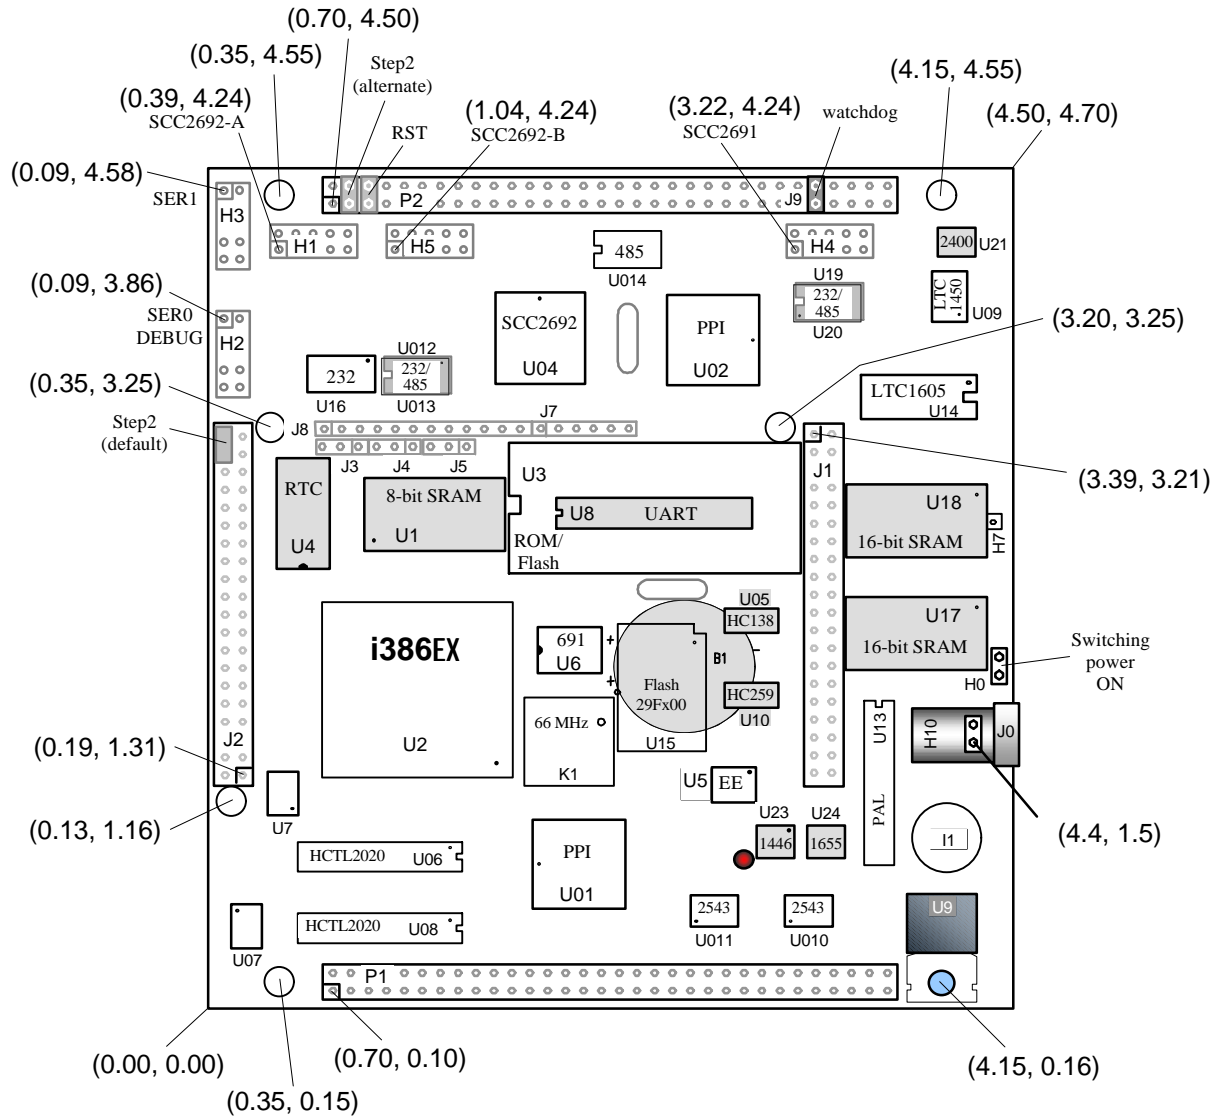 (0.70, 4.50)
(0.35, 4.55)
Step2
(alternate)
(4.15, 4.55)
(0.39, 4.24)
SCC2692-A
RST
(1.04, 4.24)
SCC2692-B
(3.22, 4.24)
SCC2691
watchdog
(4.50, 4.70)
(0.09, 4.58)
SER1
H3
P2
J9
H1
H5
H4
485
U014
2400
U21
(0.09, 3.86)
SER0
DEBUG
H2
SCC2692
U04
PPI
U02
U19
232/
485
U20
LTC
.1450
U09
(3.20, 3.25)
(0.35, 3.25)
232
U16
U012
232/
485
U013
LTC1605
U14
Step2
(default)
J8
J7
J3
J4
J5
RTC
U4
8-bit SRAM
U1
U3
U8
UART
ROM/
Flash
J1
(3.39, 3.21)
U18
16-bit SRAM
H7
i386EX
U2
691
U6
+
+
B1
-
U05
HC138
Flash
29Fx00
U15
HC259
U10
U17
16-bit SRAM
H0
Switching
power
ON
66 MHz
K1
U13
PAL
H10
J0
J2
(0.19, 1.31)
(0.13, 1.16)
U7
U5
EE
U23
1446
U24
1655
I1
(4.4, 1.5)
HCTL2020
U06
PPI
U01
HCTL2020
U08
U07
2543
U011
2543
U010
U9
P1
(0.00, 0.00)
(0.70, 0.10)
(4.15, 0.16)
(0.35, 0.15)